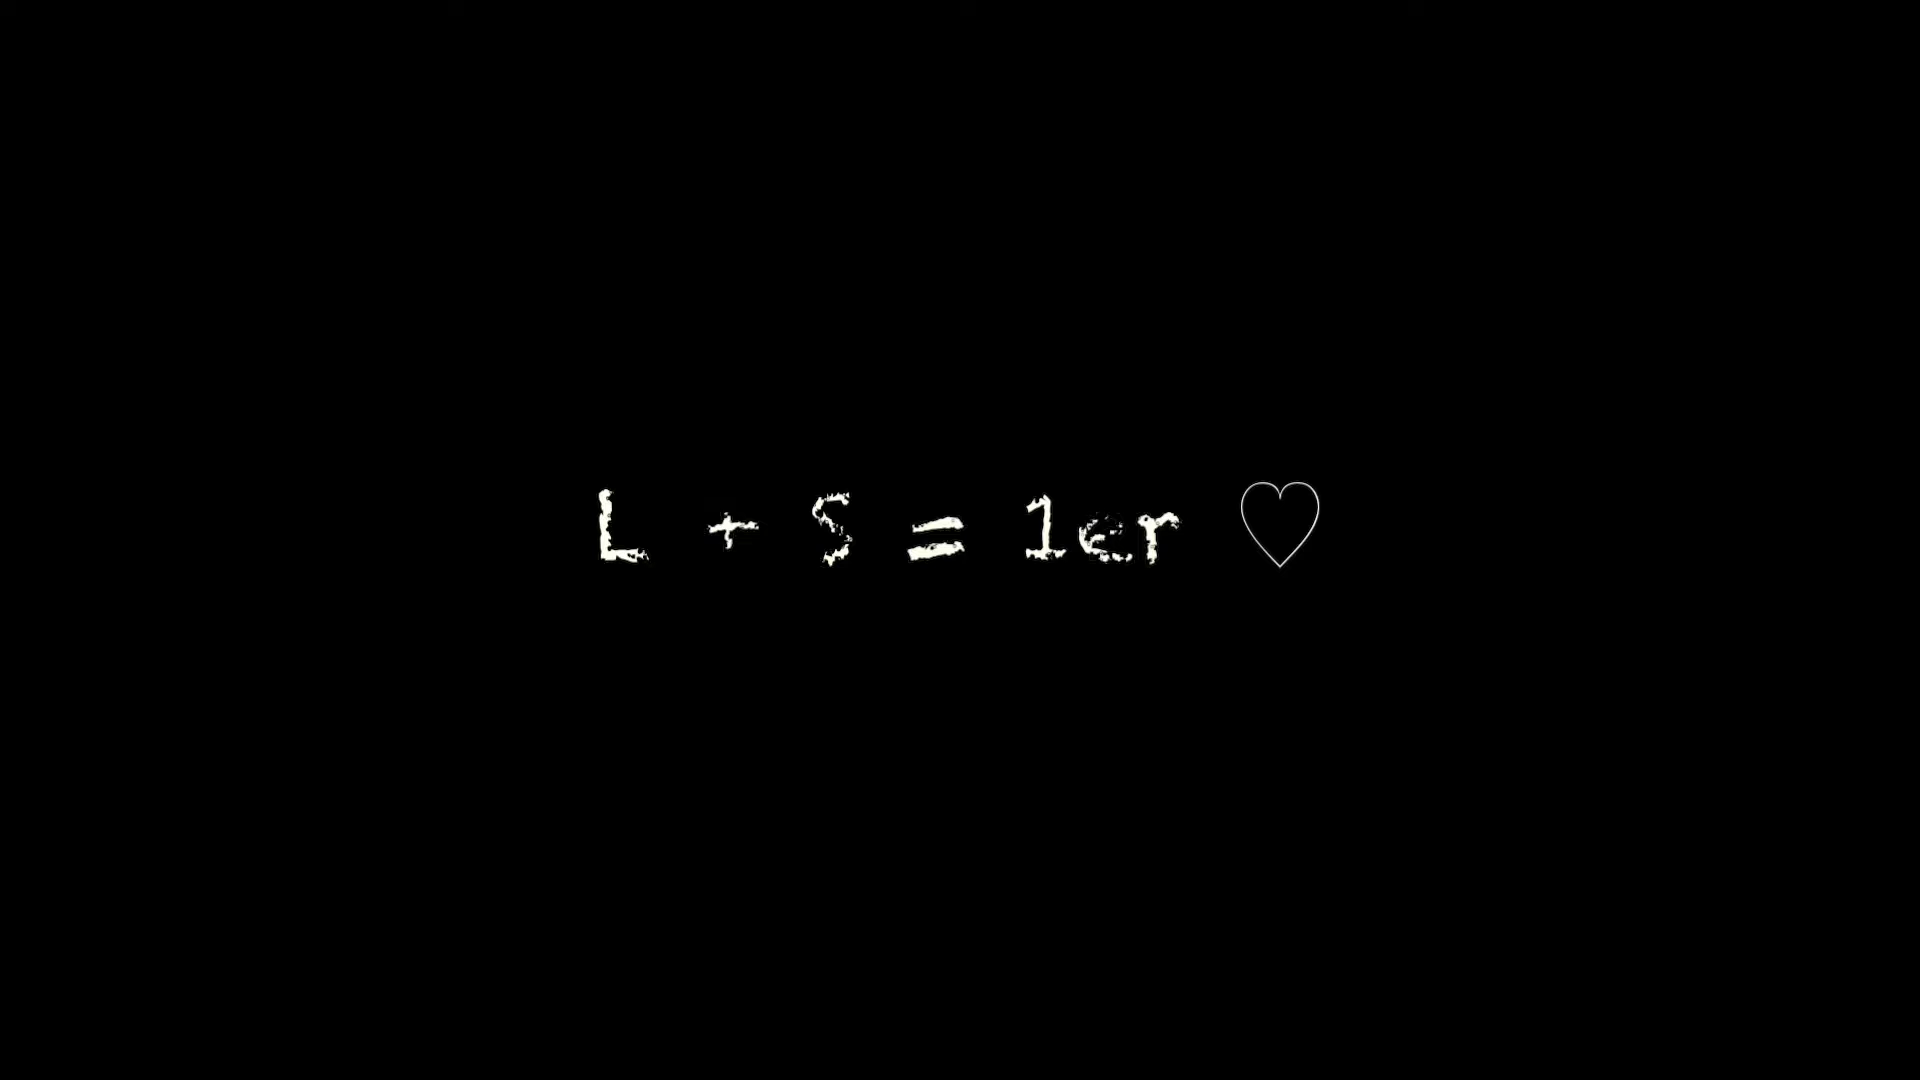 L + S = 1er ♡